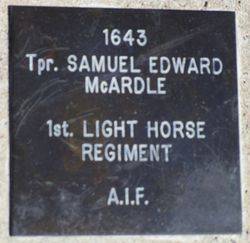 1643
Tpr. SAMUEL EDWARD
McARDLE
1st. LIGHT HORSE
REGIMENT
A.I.F.